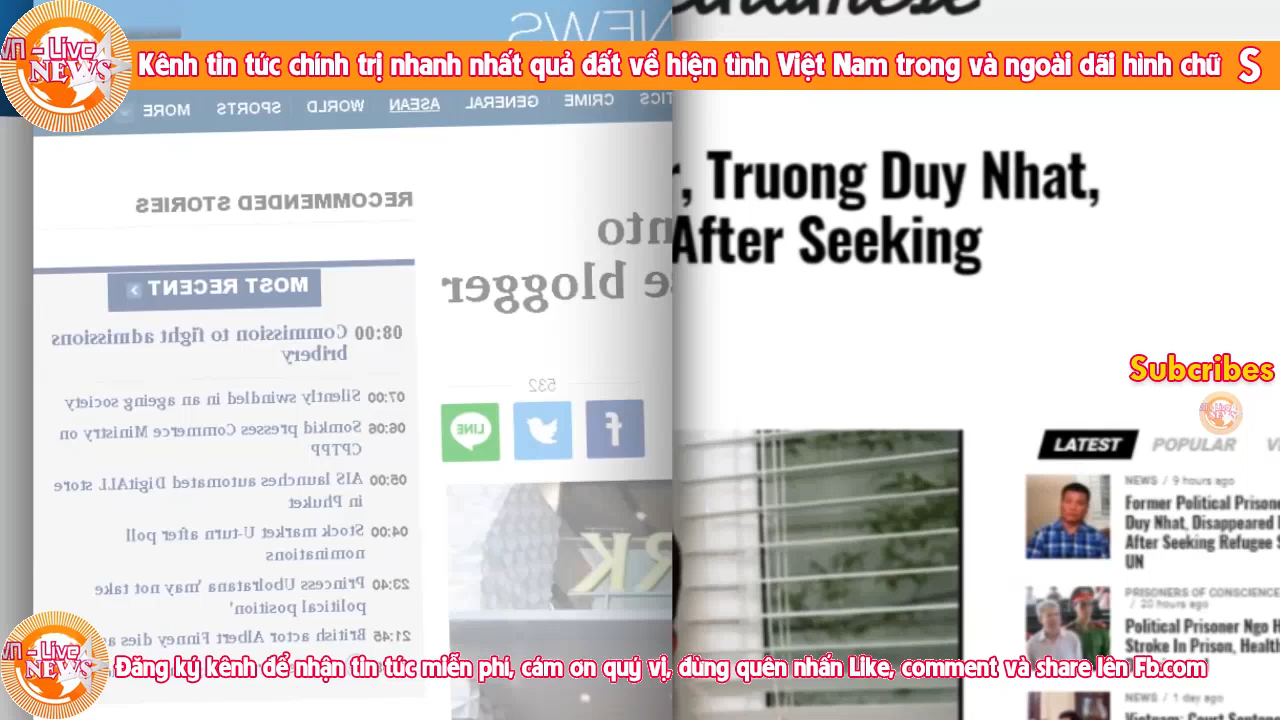 VN - Live
NEWS
NEWS
Kênh tin tức chính trị nhanh nhất quả đất về hiện tình Việt Nam trong và ngoài dãi hình chữ S
MORE SPORTS WORLD ASEAN GENERAL CRIME
RECOMMENDED STORIES
MOST RECENT
08:00 Commission to fight admissions
bribery
07:07 Silently swindled in an ageing society
06:06 Somkid presses Commerce Ministry on
CPTPP
05:05 AIS launches automated DigitALL store
in Phuket
04:04 Stock market U-turn after poll
nominations
23:40 Princess Ubolratana 'may not take
political position'
21:45 British actor Albert Finney dies
blogger
532
LINE
Truong Duy Nhat,
After Seeking
Subcribes
LATEST POPULAR
NEWS / 9 hours ago
Former Political Prisone
Duy Nhat, Disappeared
After Seeking Refugee
UN
PRISONERS OF CONSCIENCE
/ 20 hours ago
Political Prisoner Ngo H
Stroke In Prison, Health
NEWS / 1 day ago
Vietnam: Court Sentenc
VN - Live
NEWS
Đăng ký kênh để nhận tin tức miễn phí, cám ơn quý vị, đừng quên nhấn Like, comment và share lên Fb.com